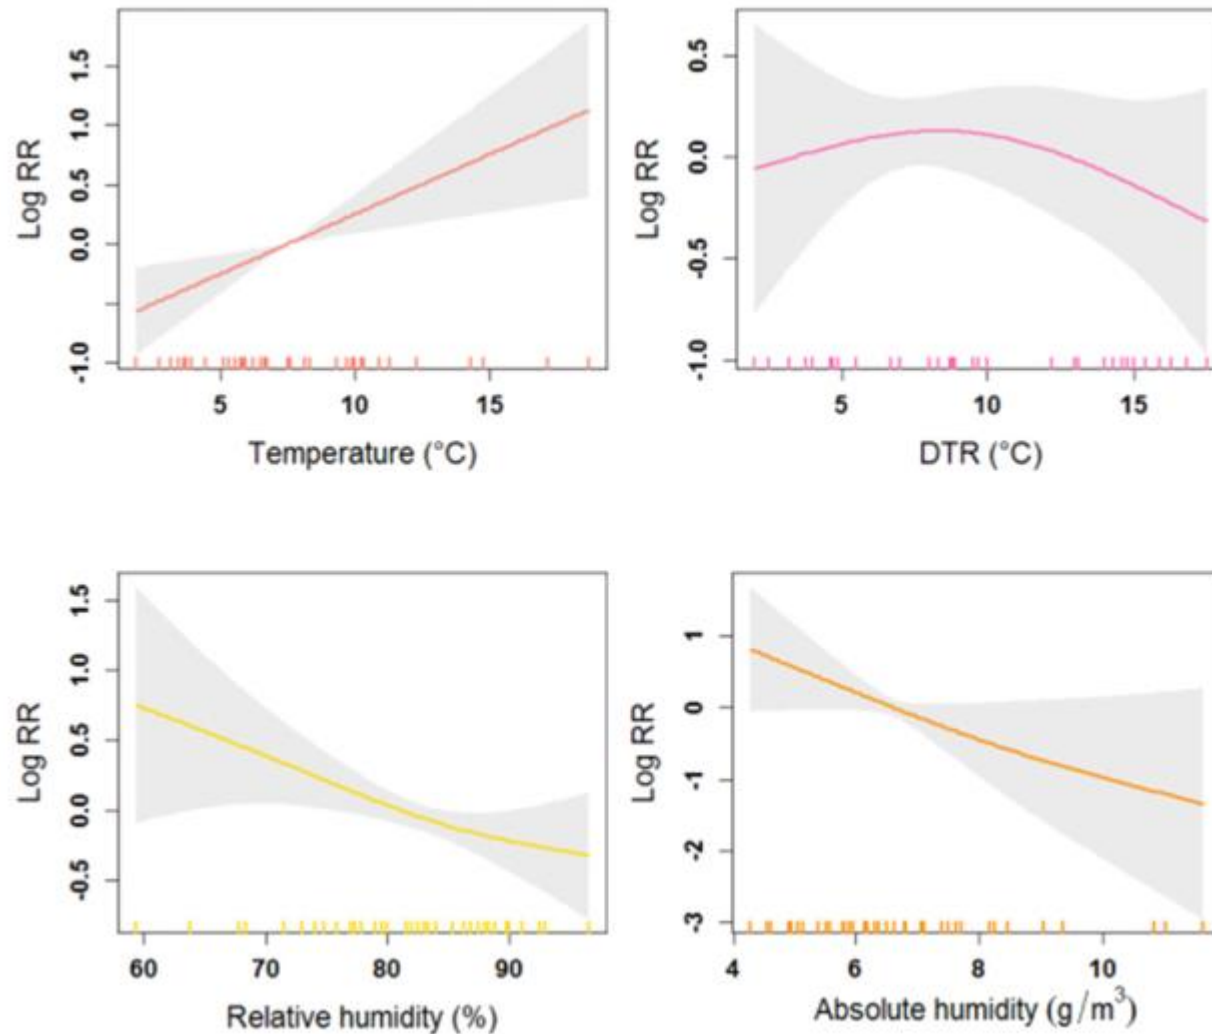 Log RR
1.5
1.0
0.5
0.0
-1.0
5 10 15
Temperature (°C)
Log RR
0.5
0.0
-0.5
-1.0
5 10 15
DTR (°C)
Log RR
1.5
1.0
0.5
0.0
-0.5
60 70 80 90
Relative humidity (%)
Log RR
1
0
-1
-2
-3
4 6 8 10
Absolute humidity (g/m³)